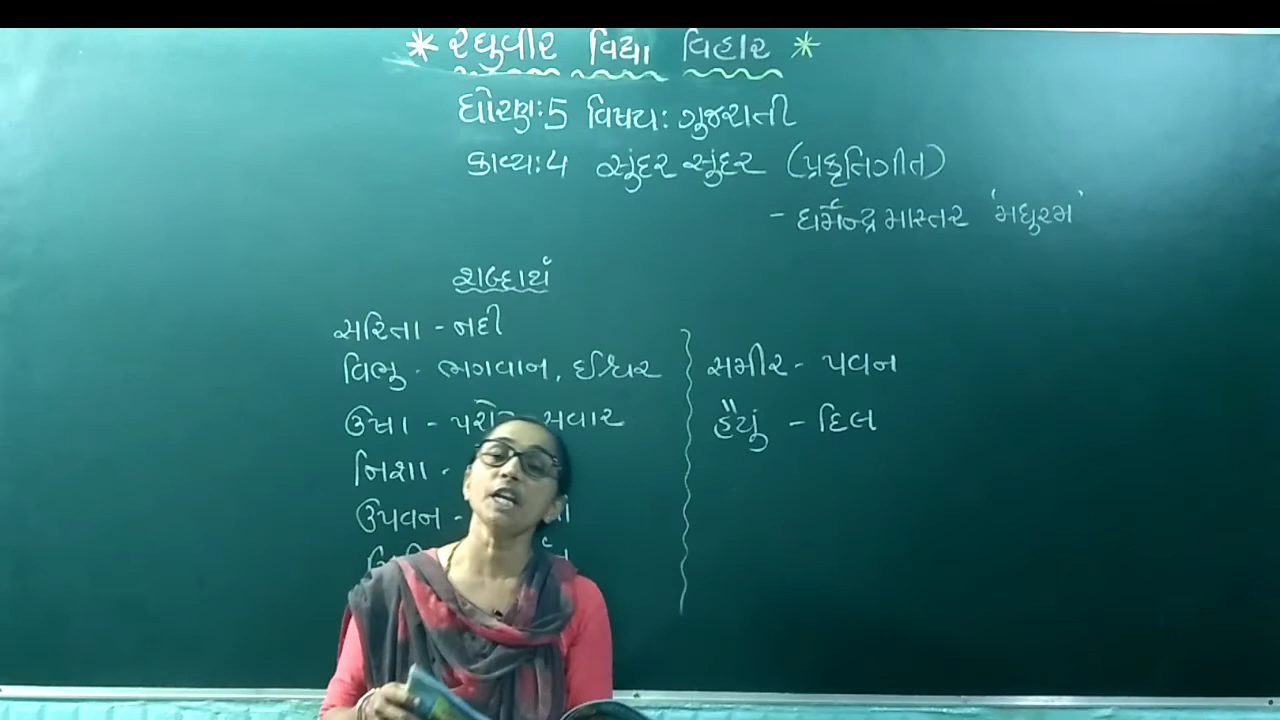 * રઘુવીર વિદ્યા વિહાર *
ધોરણ: 5 વિષય: ગુજરાતી
કાવ્ય: 4 સુંદર સુંદર (પ્રકૃતિગીત)
- ધર્મેન્દ્ર માસ્તર 'મધુરમ'
શબ્દાર્થ
સરિતા - નદી
વિભુ - ભગવાન, ઈશ્વર
ઉષા - સવાર
નિશા -
ઉપવન -
સમીર - પવન
હૈયું - દિલ